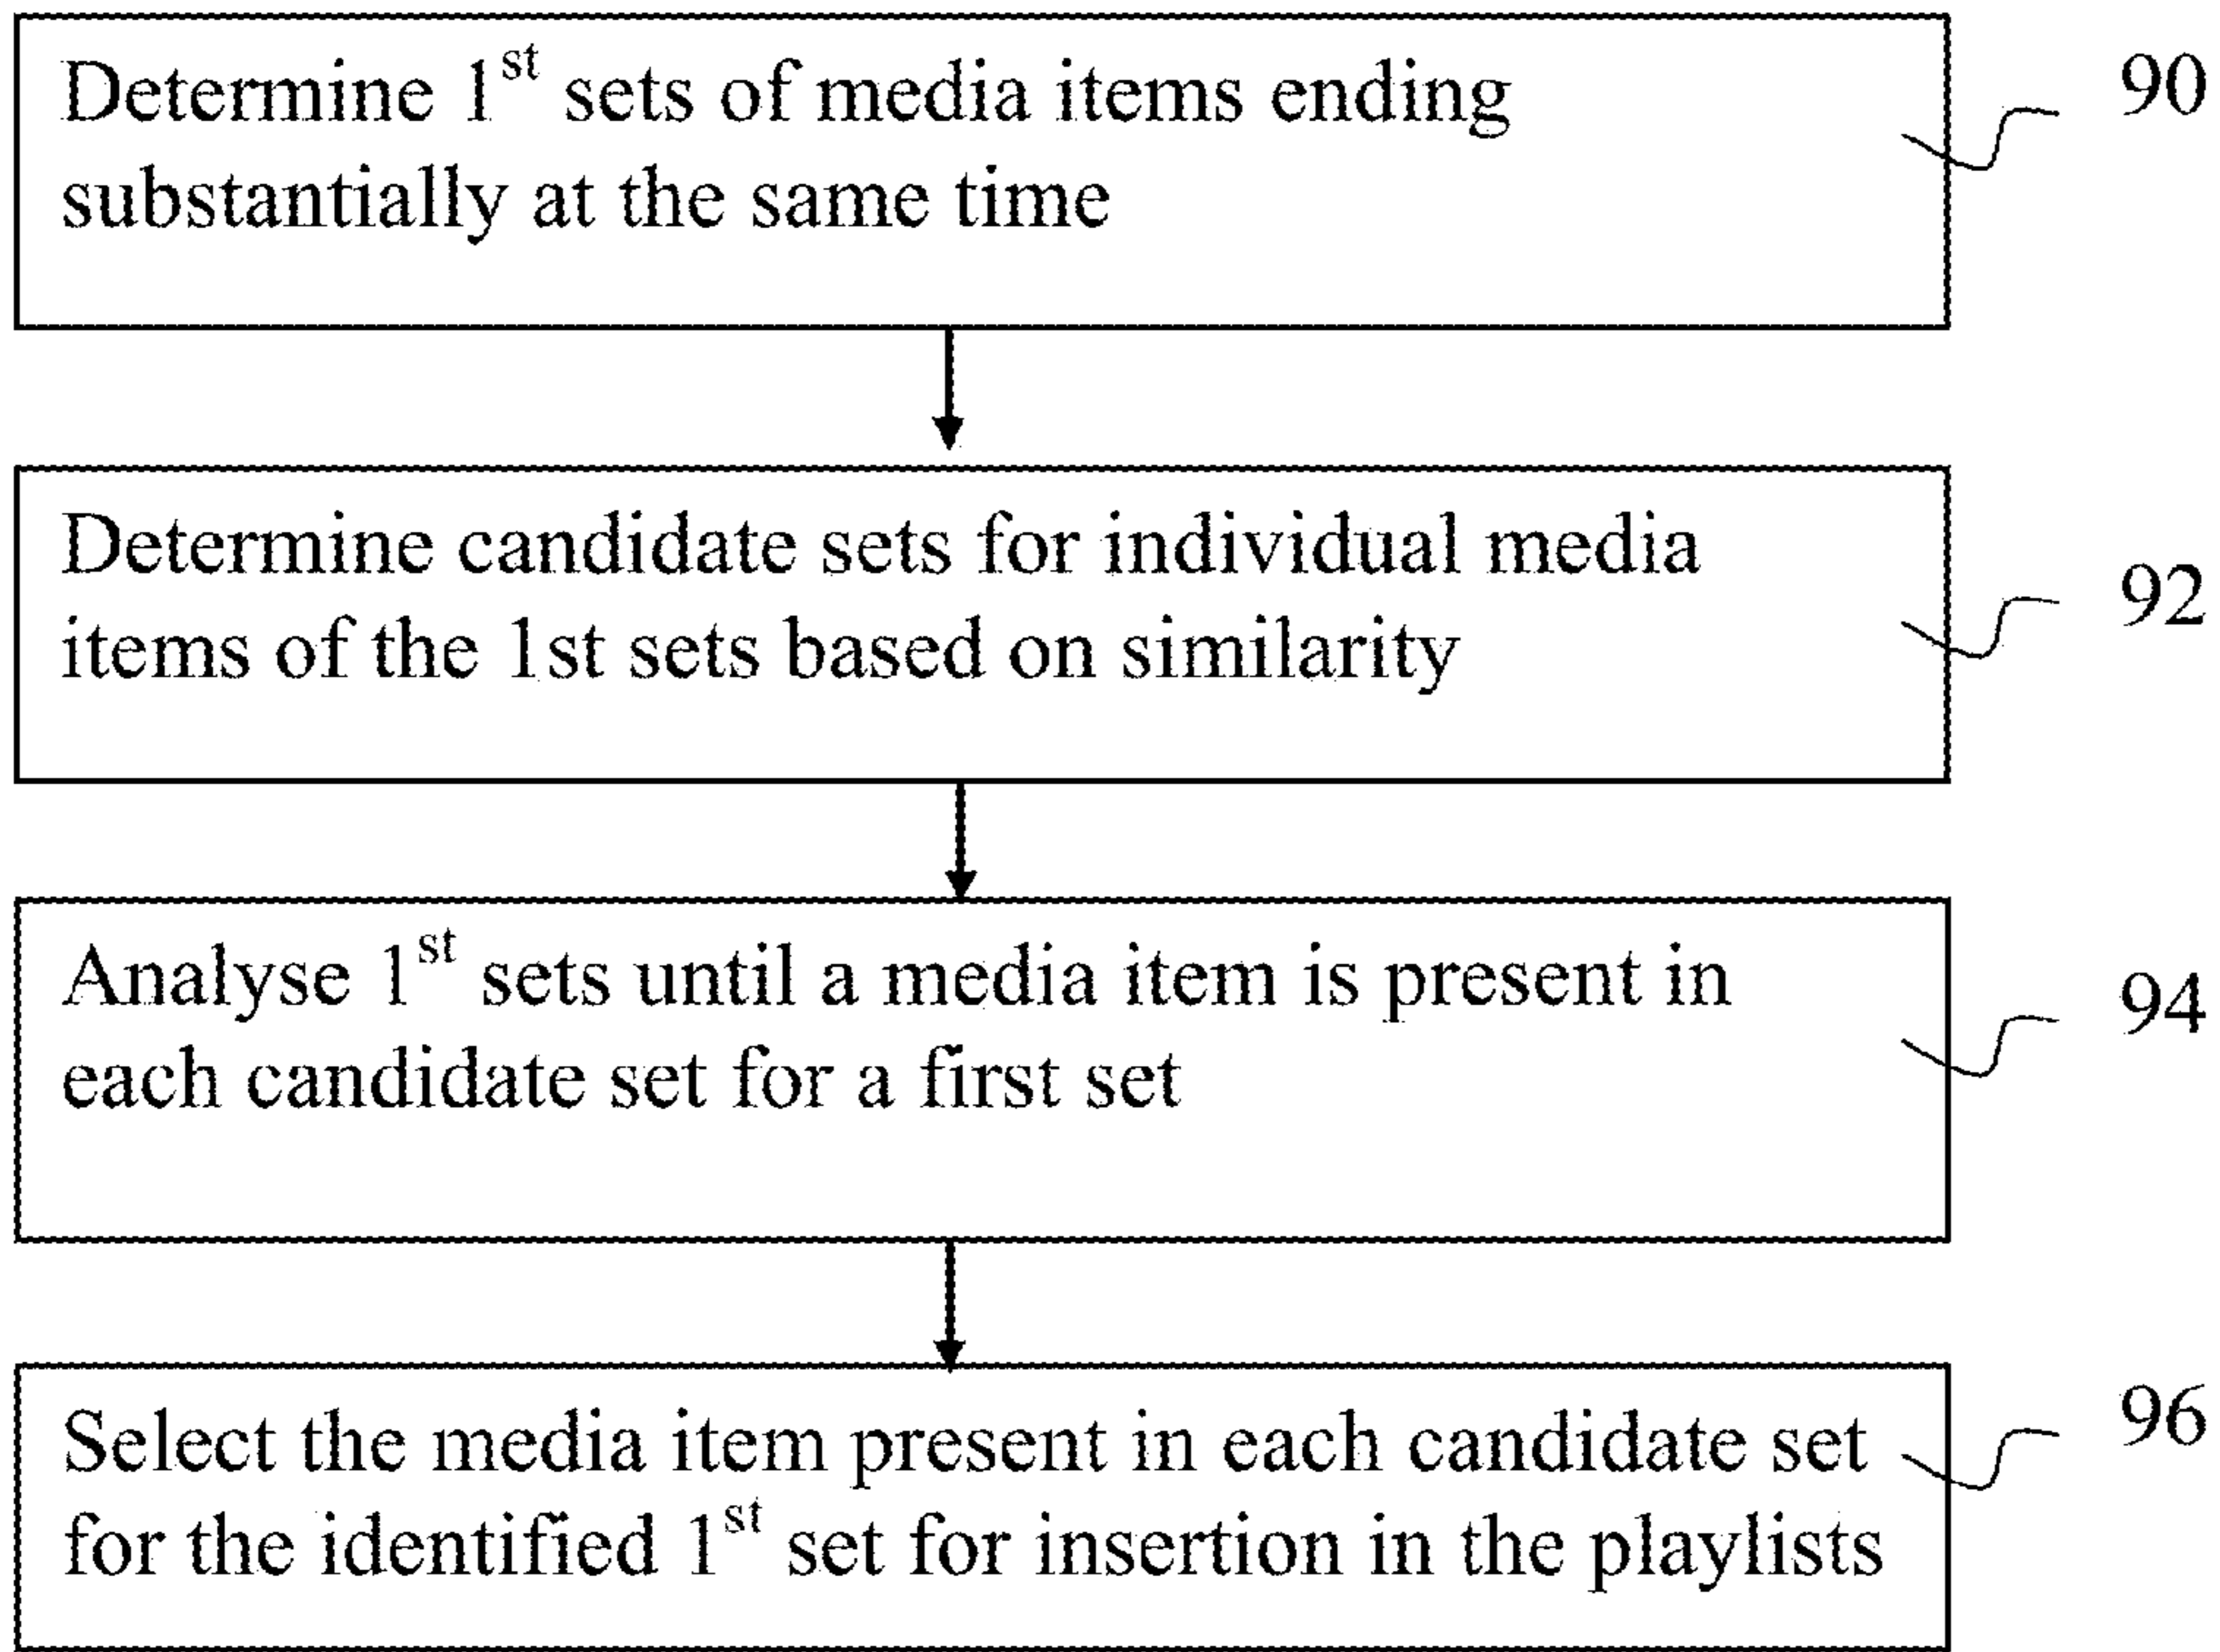 Determine 1st sets of media items ending
substantially at the same time
90
Determine candidate sets for individual media
items of the 1st sets based on similarity
92
Analyse 1st sets until a media item is present in
each candidate set for a first set
94
Select the media item present in each candidate set
for the identified 1st set for insertion in the playlists
96